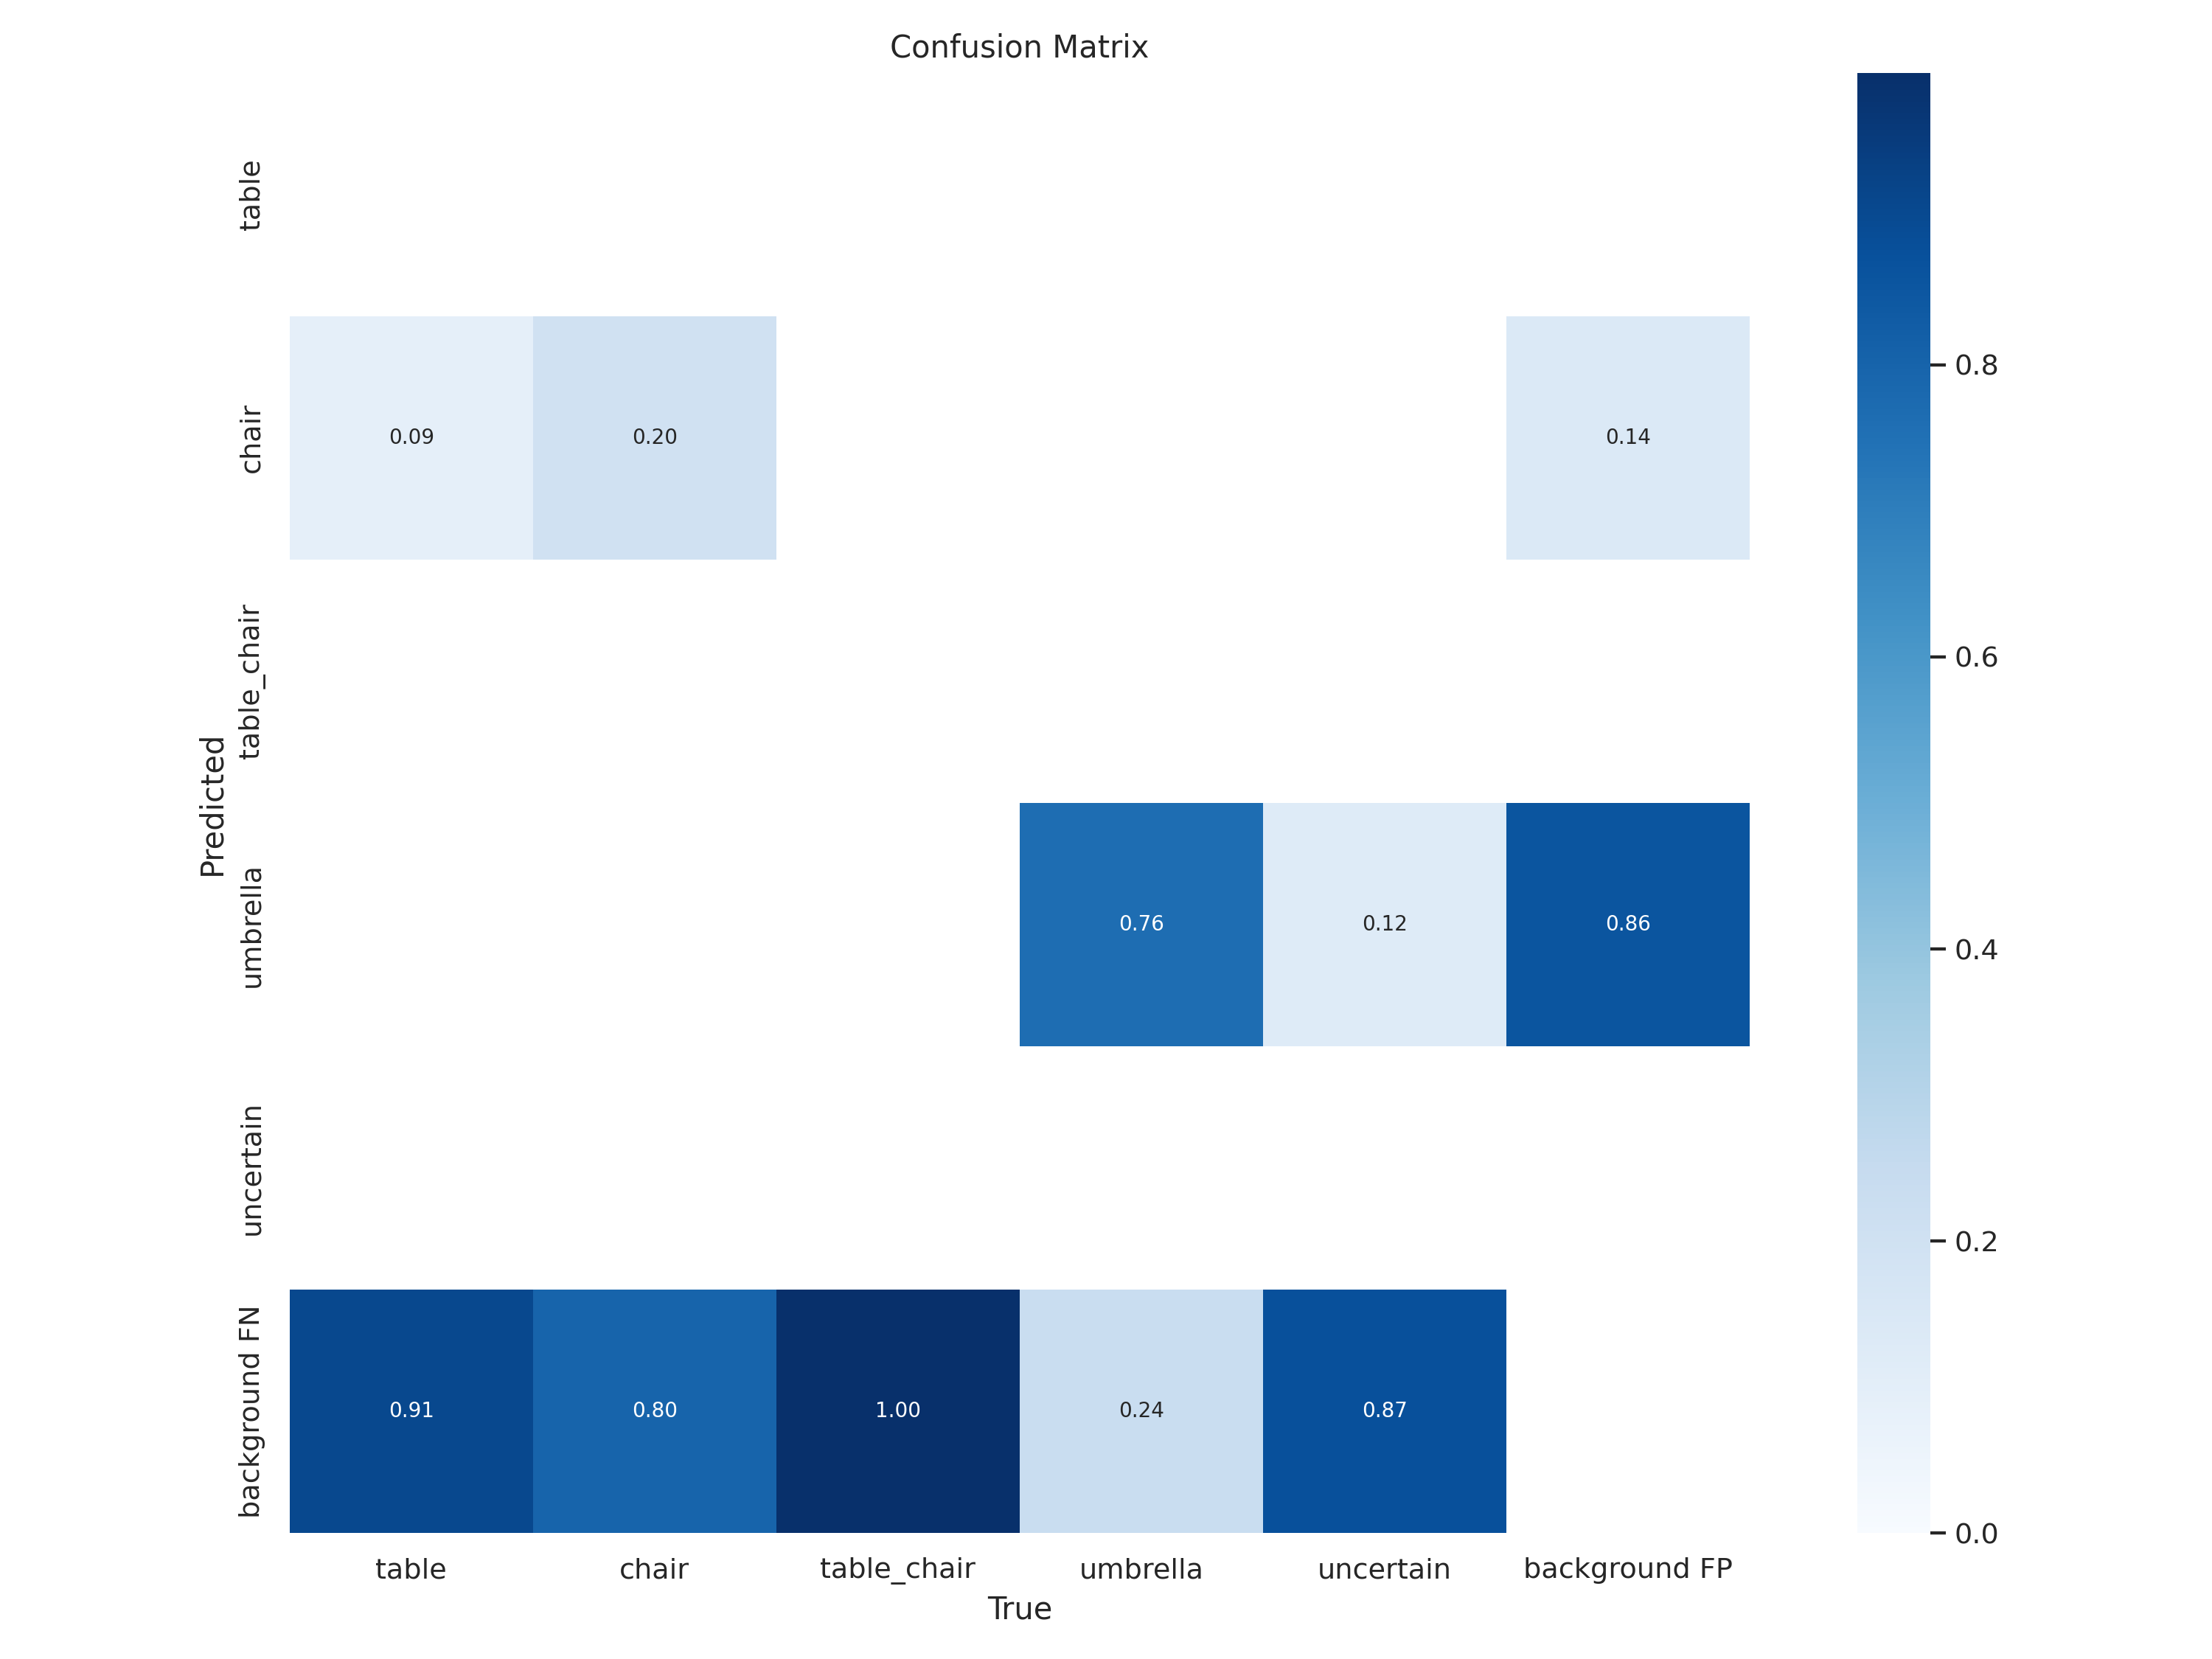 Confusion Matrix
table
chair
table_chair
umbrella
uncertain
background FN
Predicted
0.09 0.20 0.14
0.76 0.12 0.86
0.91 0.80 1.00 0.24 0.87
table chair table_chair umbrella uncertain background FP
True
0.8
0.6
0.4
0.2
0.0